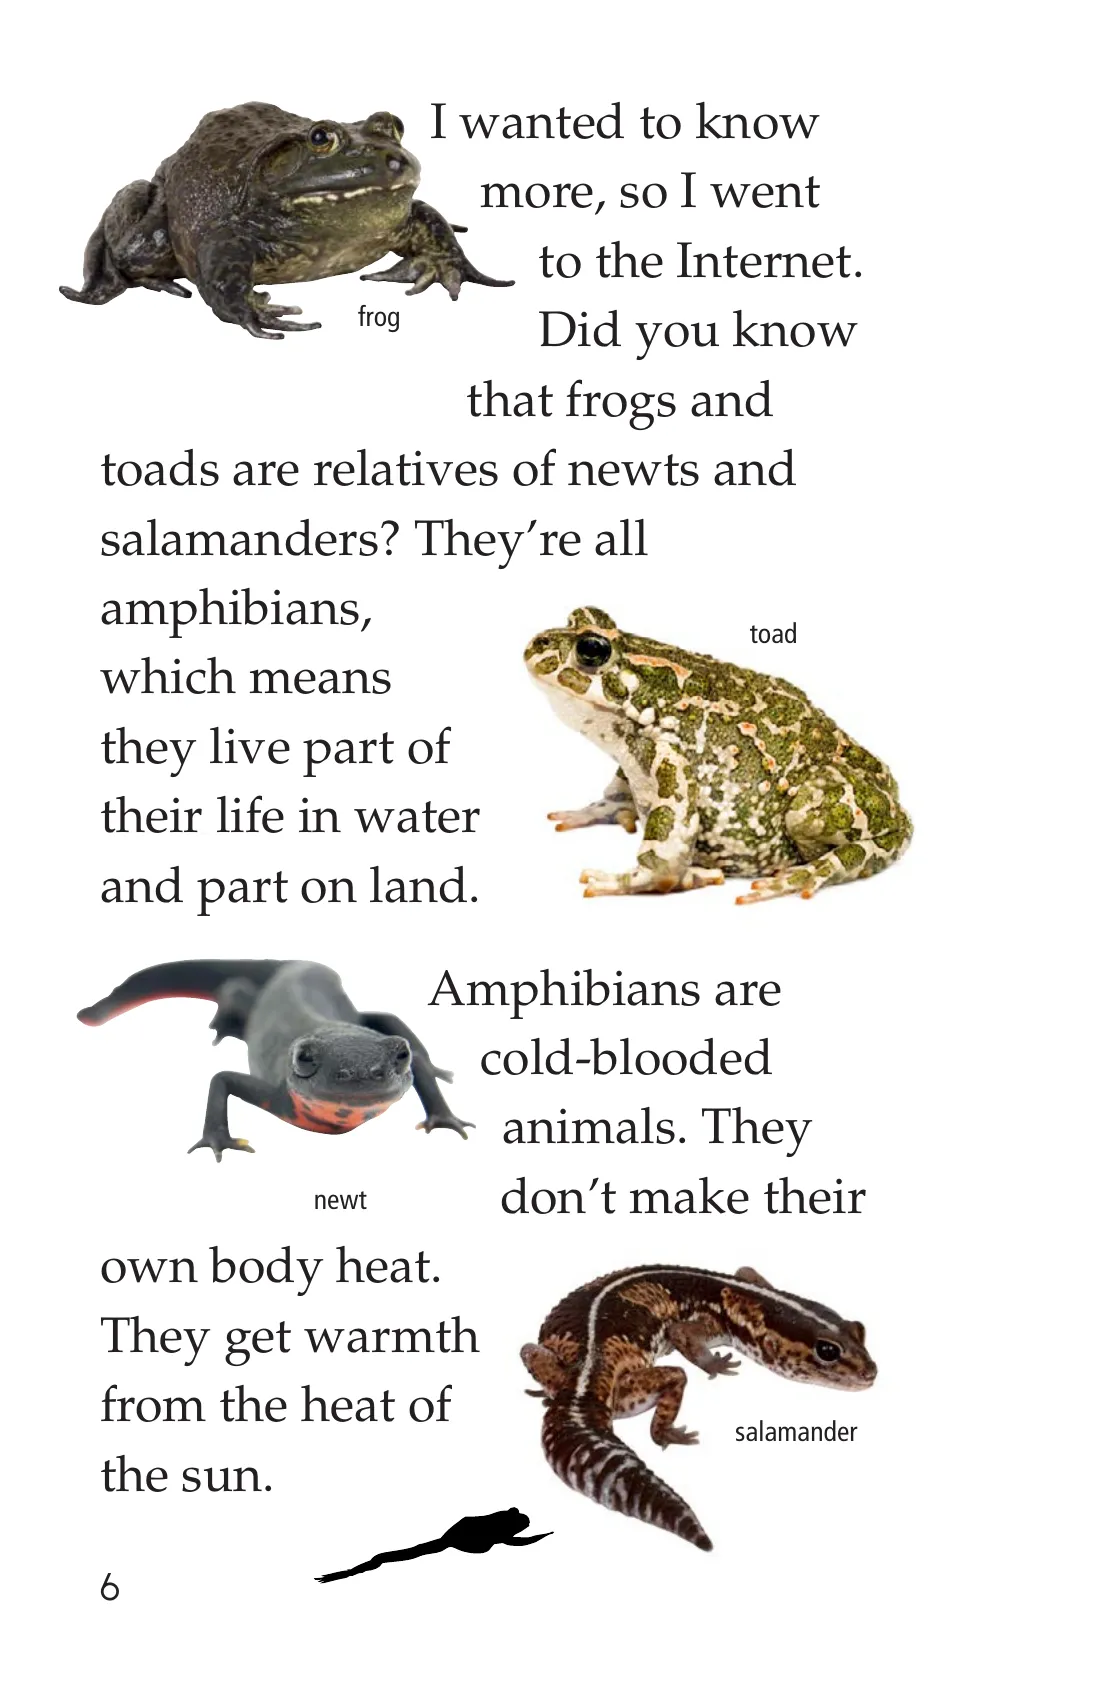 I wanted to know
more, so I went
to the Internet.
Did you know
that frogs and
toads are relatives of newts and
salamanders? They’re all
amphibians,
which means
they live part of
their life in water
and part on land.
frog
toad
Amphibians are
cold-blooded
animals. They
don’t make their
own body heat.
They get warmth
from the heat of
the sun.
newt
salamander
6